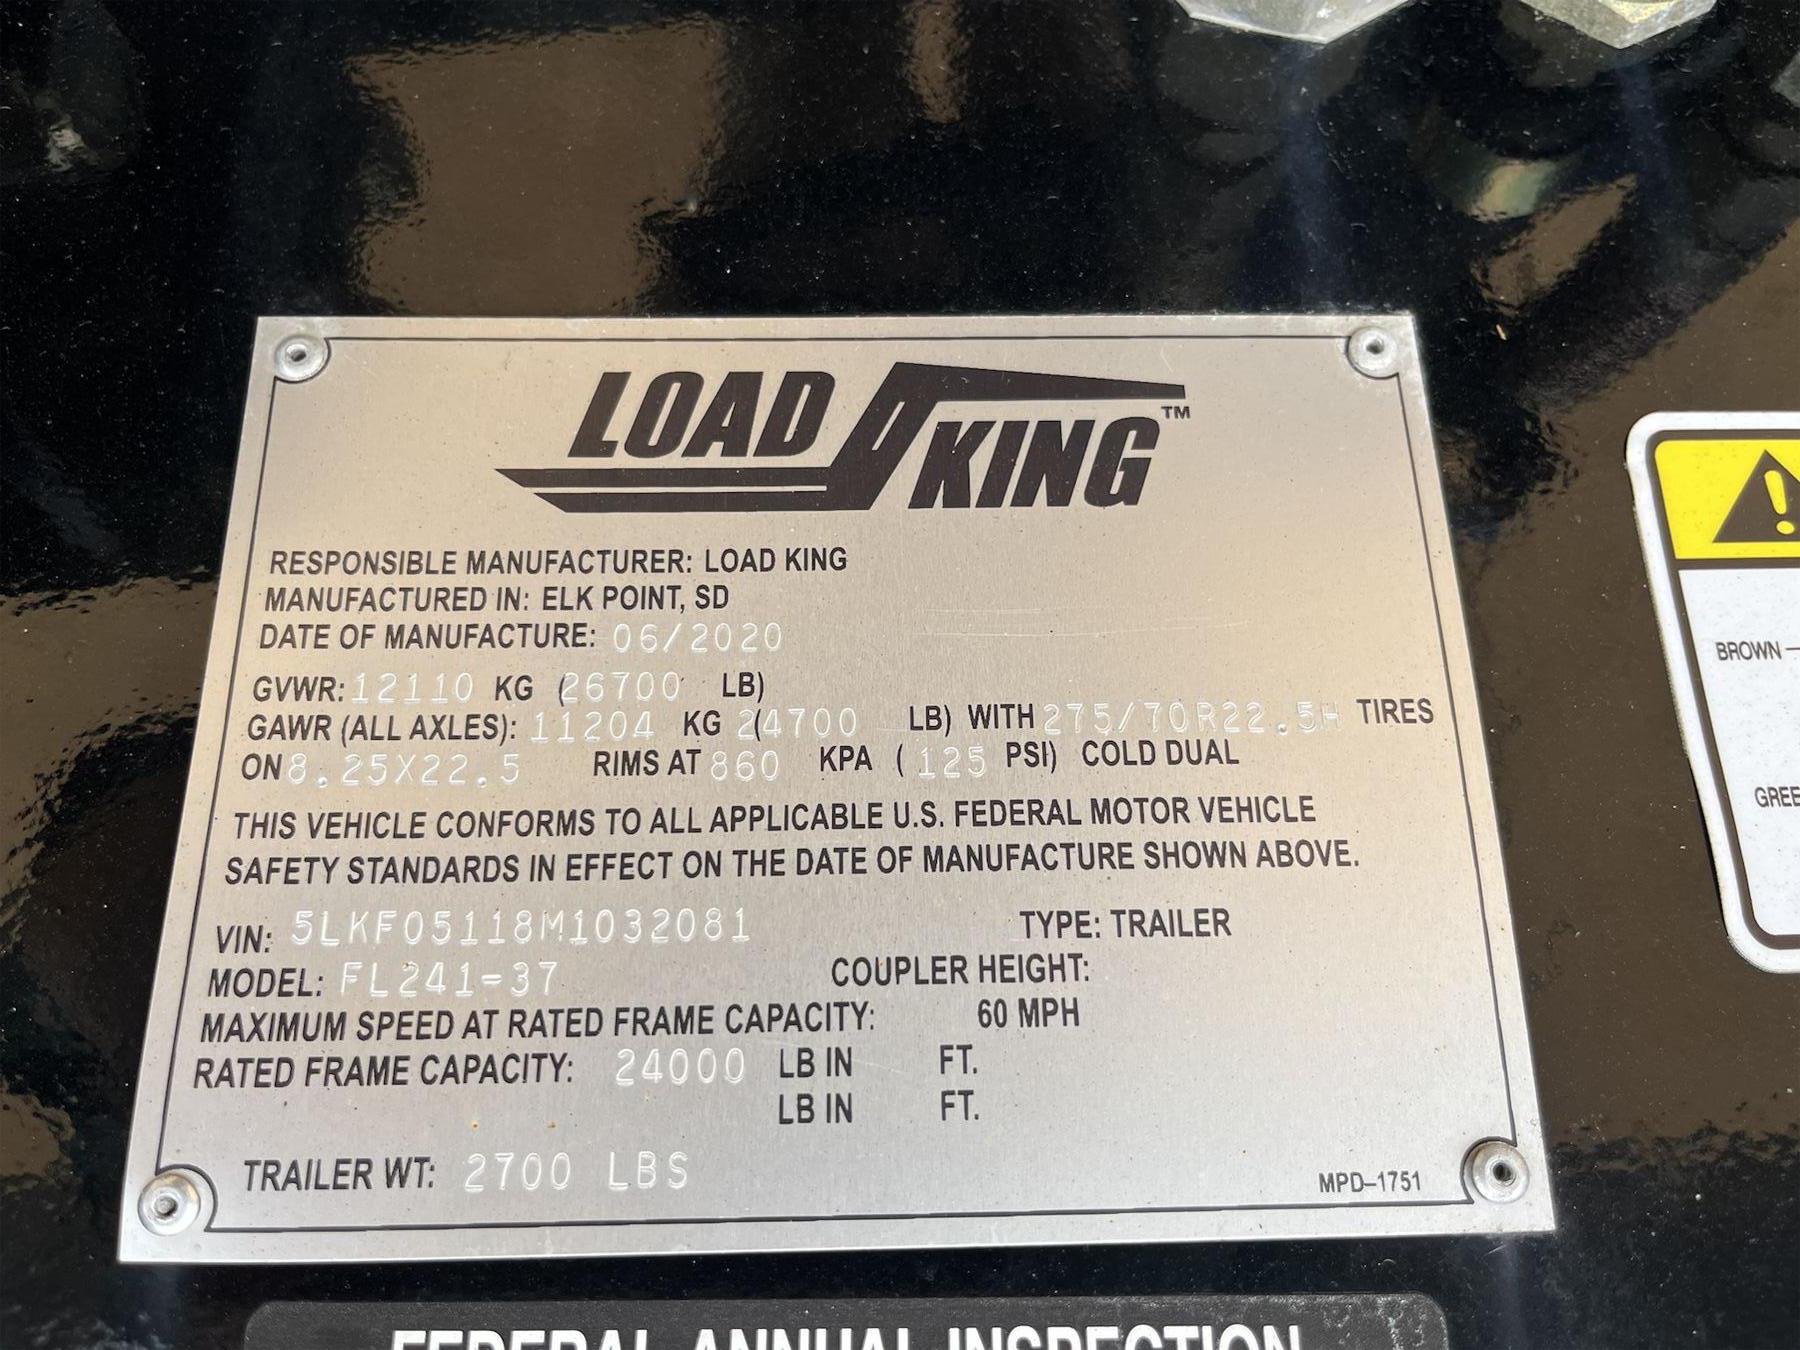 LOAD KING™
RESPONSIBLE MANUFACTURER: LOAD KING
MANUFACTURED IN: ELK POINT, SD
DATE OF MANUFACTURE: 06/2020
GVWR: 12110 KG (26700 LB)
GAWR (ALL AXLES): 11204 KG (24700 LB) WITH 275/70R22.5H TIRES
ON 8.25X22.5 RIMS AT 860 KPA (125 PSI) COLD DUAL
THIS VEHICLE CONFORMS TO ALL APPLICABLE U.S. FEDERAL MOTOR VEHICLE
SAFETY STANDARDS IN EFFECT ON THE DATE OF MANUFACTURE SHOWN ABOVE.
VIN: 5LKF05118M1032081 TYPE: TRAILER
MODEL: FL241-37 COUPLER HEIGHT:
MAXIMUM SPEED AT RATED FRAME CAPACITY: 60 MPH
RATED FRAME CAPACITY: 24000 LB IN FT.
LB IN FT.
TRAILER WT: 2700 LBS
MPD-1751
BROWN
FEDERAL ANNUAL INSPECTION